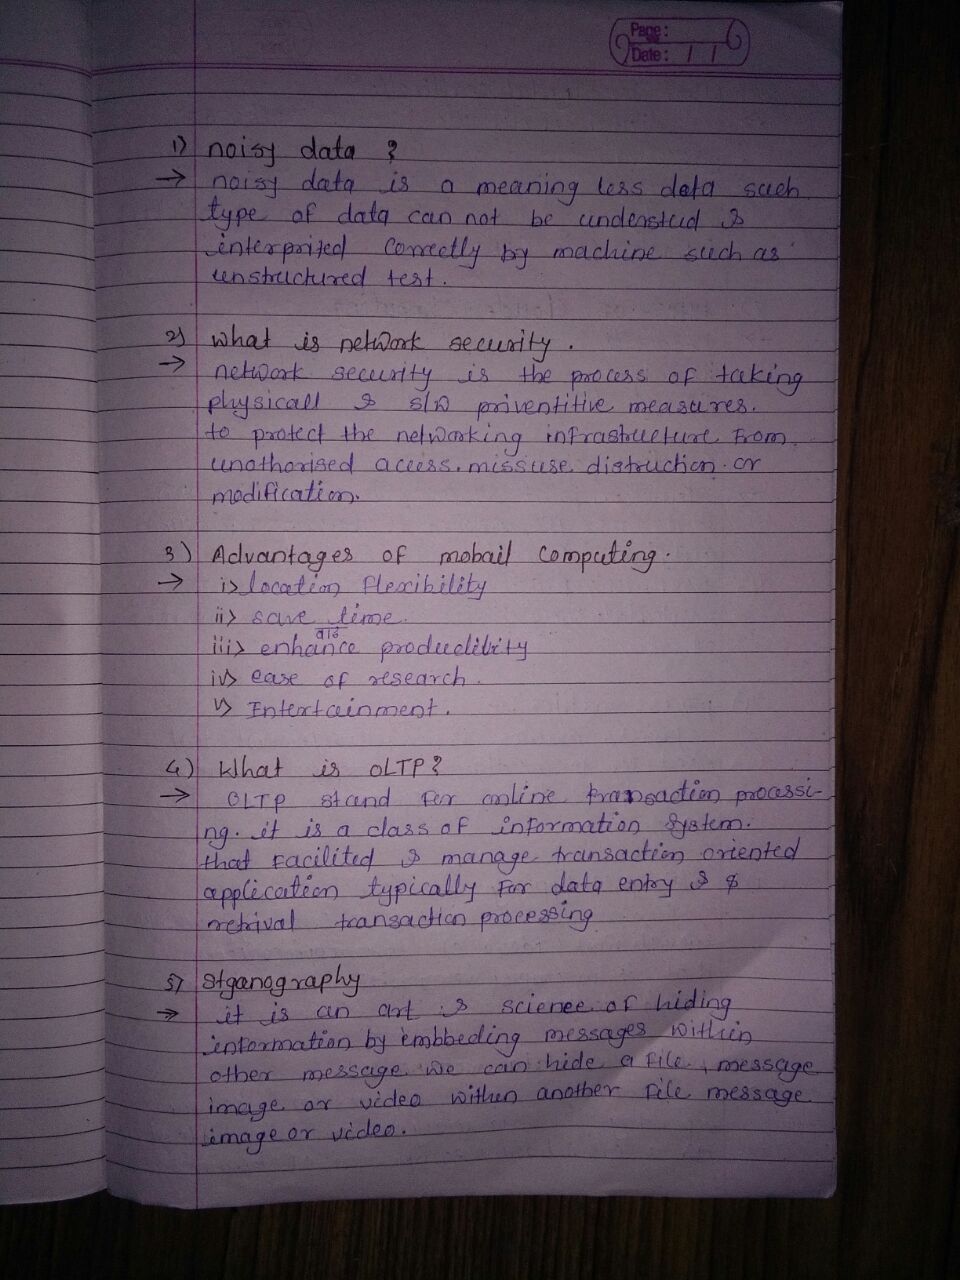 Page :
Date : / /
1) noisy data ?
→ noisy data is a meaning less data such
type of data can not be understud &
interprited correctly by machine such as
unstructured test.
2) What is network security.
→ network security is the process of taking
physicall & s/w priventitive measures.
to protect the networking infrastructure from
unothorised access. missuse distruction or
modification.
3) Advantages of mobail computing.
→ i> location flexibility
ii> save time.
वाढ
iii> enhance productibity
iv> ease of research.
v> Entertainment.
4) What is OLTP?
→ OLTP stand for online transaction processi-
ng. it is a class of information system.
that facilited & manage transaction oriented
application typically for data entry & $
retrival transaction processing
5) stganography
→ it is an art & science of hiding
information by embbeding messages within
other message we can hide a file, message
image or video within another file message
image or video.